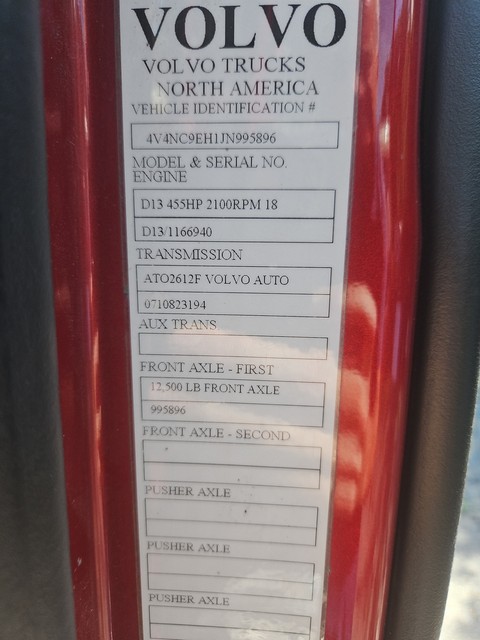 VOLVO
VOLVO TRUCKS
NORTH AMERICA
VEHICLE IDENTIFICATION #
4V4NC9EH1JN995896
MODEL & SERIAL NO.
ENGINE
D13 455HP 2100RPM 18
D13/1166940
TRANSMISSION
ATO2612F VOLVO AUTO
0710823194
AUX TRANS
FRONT AXLE - FIRST
12,500 LB FRONT AXLE
995896
FRONT AXLE - SECOND
PUSHER AXLE
PUSHER AXLE
PUSHER AXLE